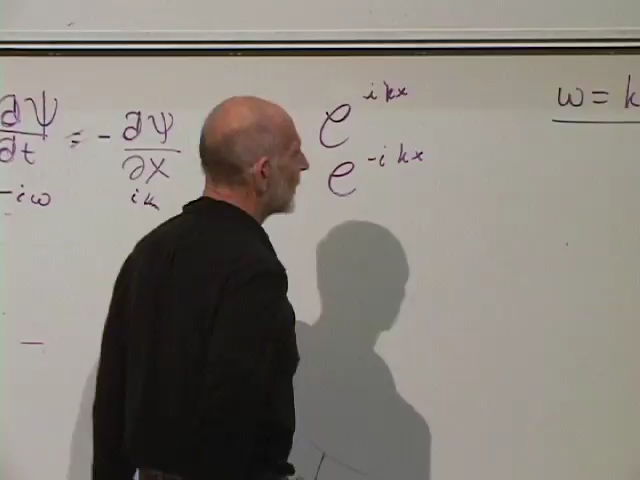 ∂ψ/∂t = - ∂ψ/∂x
-iω ik
e^{ikx}
e^{-ikx}
ω = k